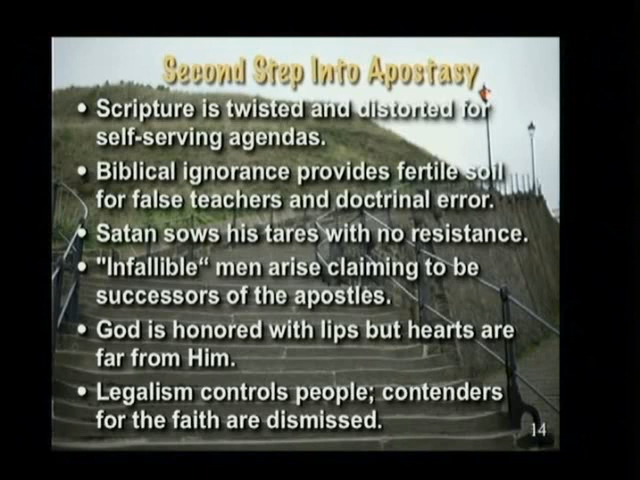 Second Step Into Apostasy
• Scripture is twisted and distorted for
self-serving agendas.
• Biblical ignorance provides fertile soil
for false teachers and doctrinal error.
• Satan sows his tares with no resistance.
• "Infallible“ men arise claiming to be
successors of the apostles.
• God is honored with lips but hearts are
far from Him.
• Legalism controls people; contenders
for the faith are dismissed.
14